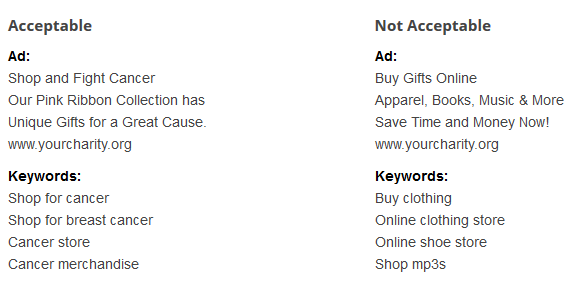 Acceptable
Ad:
Shop and Fight Cancer
Our Pink Ribbon Collection has
Unique Gifts for a Great Cause.
www.yourcharity.org
Keywords:
Shop for cancer
Shop for breast cancer
Cancer store
Cancer merchandise
Not Acceptable
Ad:
Buy Gifts Online
Apparel, Books, Music & More
Save Time and Money Now!
www.yourcharity.org
Keywords:
Buy clothing
Online clothing store
Online shoe store
Shop mp3s